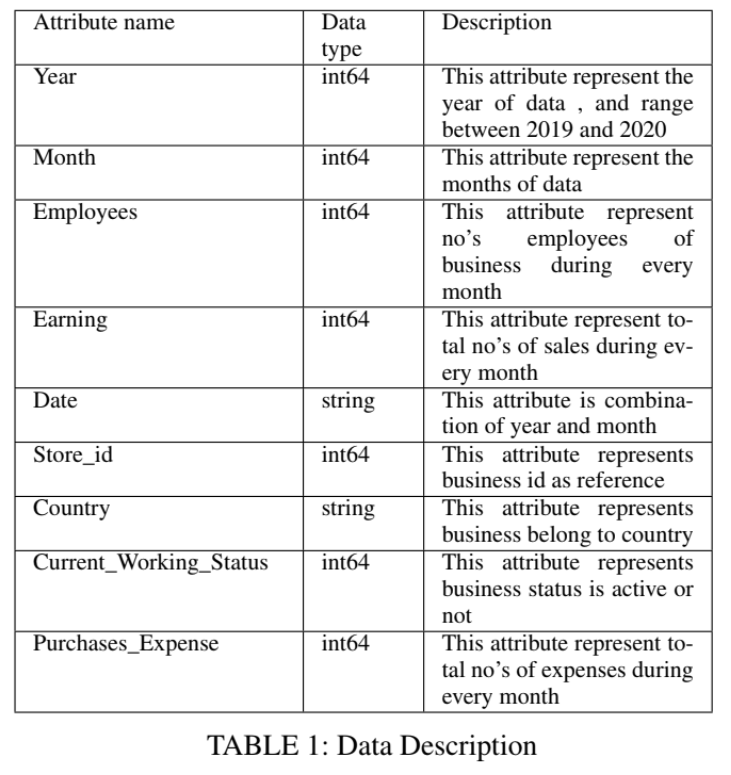 Attribute name Data Description
type
Year int64 This attribute represent the
year of data , and range
between 2019 and 2020
Month int64 This attribute represent the
months of data
Employees int64 This attribute represent
no's employees of
business during every
month
Earning int64 This attribute represent to-
tal no's of sales during ev-
ery month
Date string This attribute is combina-
tion of year and month
Store_id int64 This attribute represents
business id as reference
Country string This attribute represents
business belong to country
Current_Working_Status int64 This attribute represents
business status is active or
not
Purchases_Expense int64 This attribute represent to-
tal no's of expenses during
every month
TABLE 1: Data Description